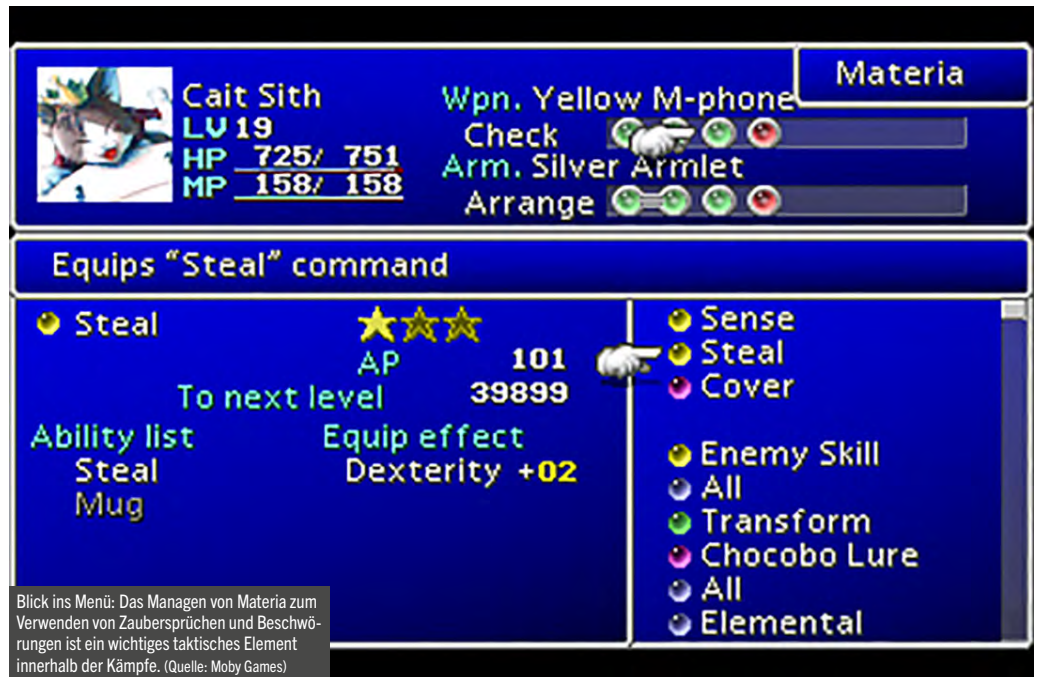 Materia
Cait Sith
LV 19
HP 725/ 751
MP 158/ 158
Wpn. Yellow M-phone
Check
Arm. Silver Armlet
Arrange
Equips "Steal" command
Steal
AP 101
To next level 39899
Ability list
Steal
Mug
Equip effect
Dexterity +02
Sense
Steal
Cover
Enemy Skill
All
Transform
Chocobo Lure
All
Elemental
Blick ins Menü: Das Managen von Materia zum
Verwenden von Zaubersprüchen und Beschwö-
rungen ist ein wichtiges taktisches Element
innerhalb der Kämpfe. (Quelle: Moby Games)